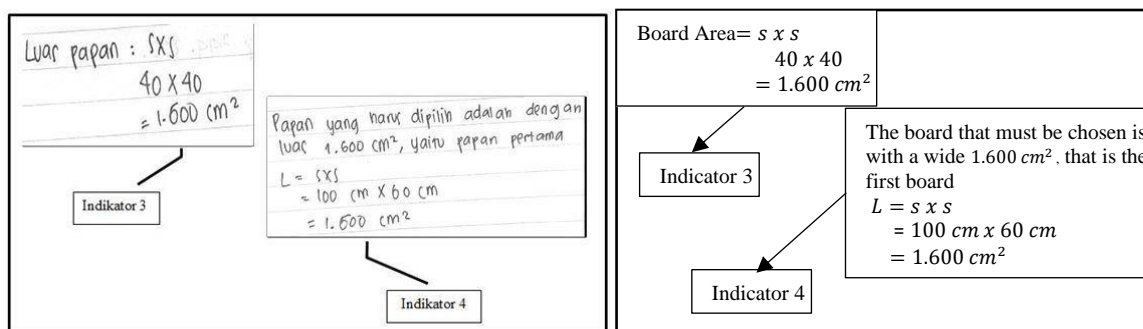 Luas papan : sxs
40 x 40
= 1.600 cm²
Indikator 3
Papan yang harus dipilih adalah dengan
luas 1.600 cm², yaitu papan pertama
L = sxs
= 100 cm x 60 cm
= 1.600 cm²
Indikator 4
Board Area= s x s
40 x 40
= 1.600 cm²
Indicator 3
The board that must be chosen is
with a wide 1.600 cm², that is the
first board
L = s x s
= 100 cm x 60 cm
= 1.600 cm²
Indicator 4